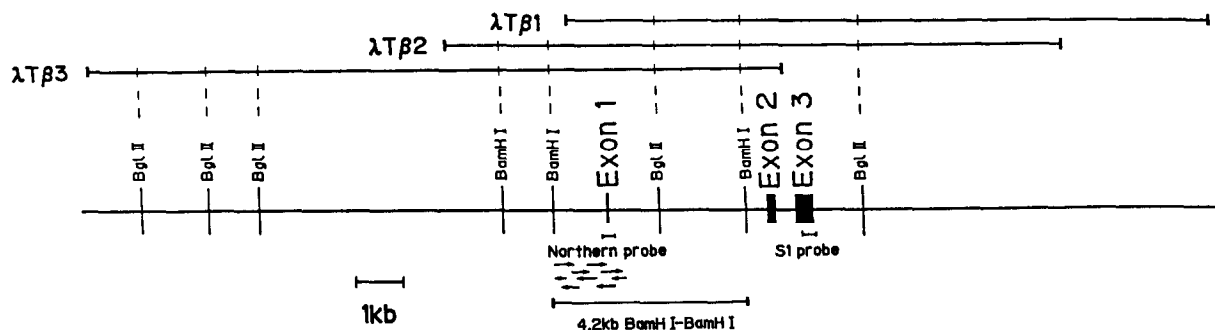 λTβ1
λTβ2
λTβ3
Bgl II
Bgl II
Bgl II
BamH I
BamH I
Exon 1
Bgl II
BamH I
Exon 2
Exon 3
Bgl II
Northern probe
S1 probe
1kb
4.2kb BamH I-BamH I